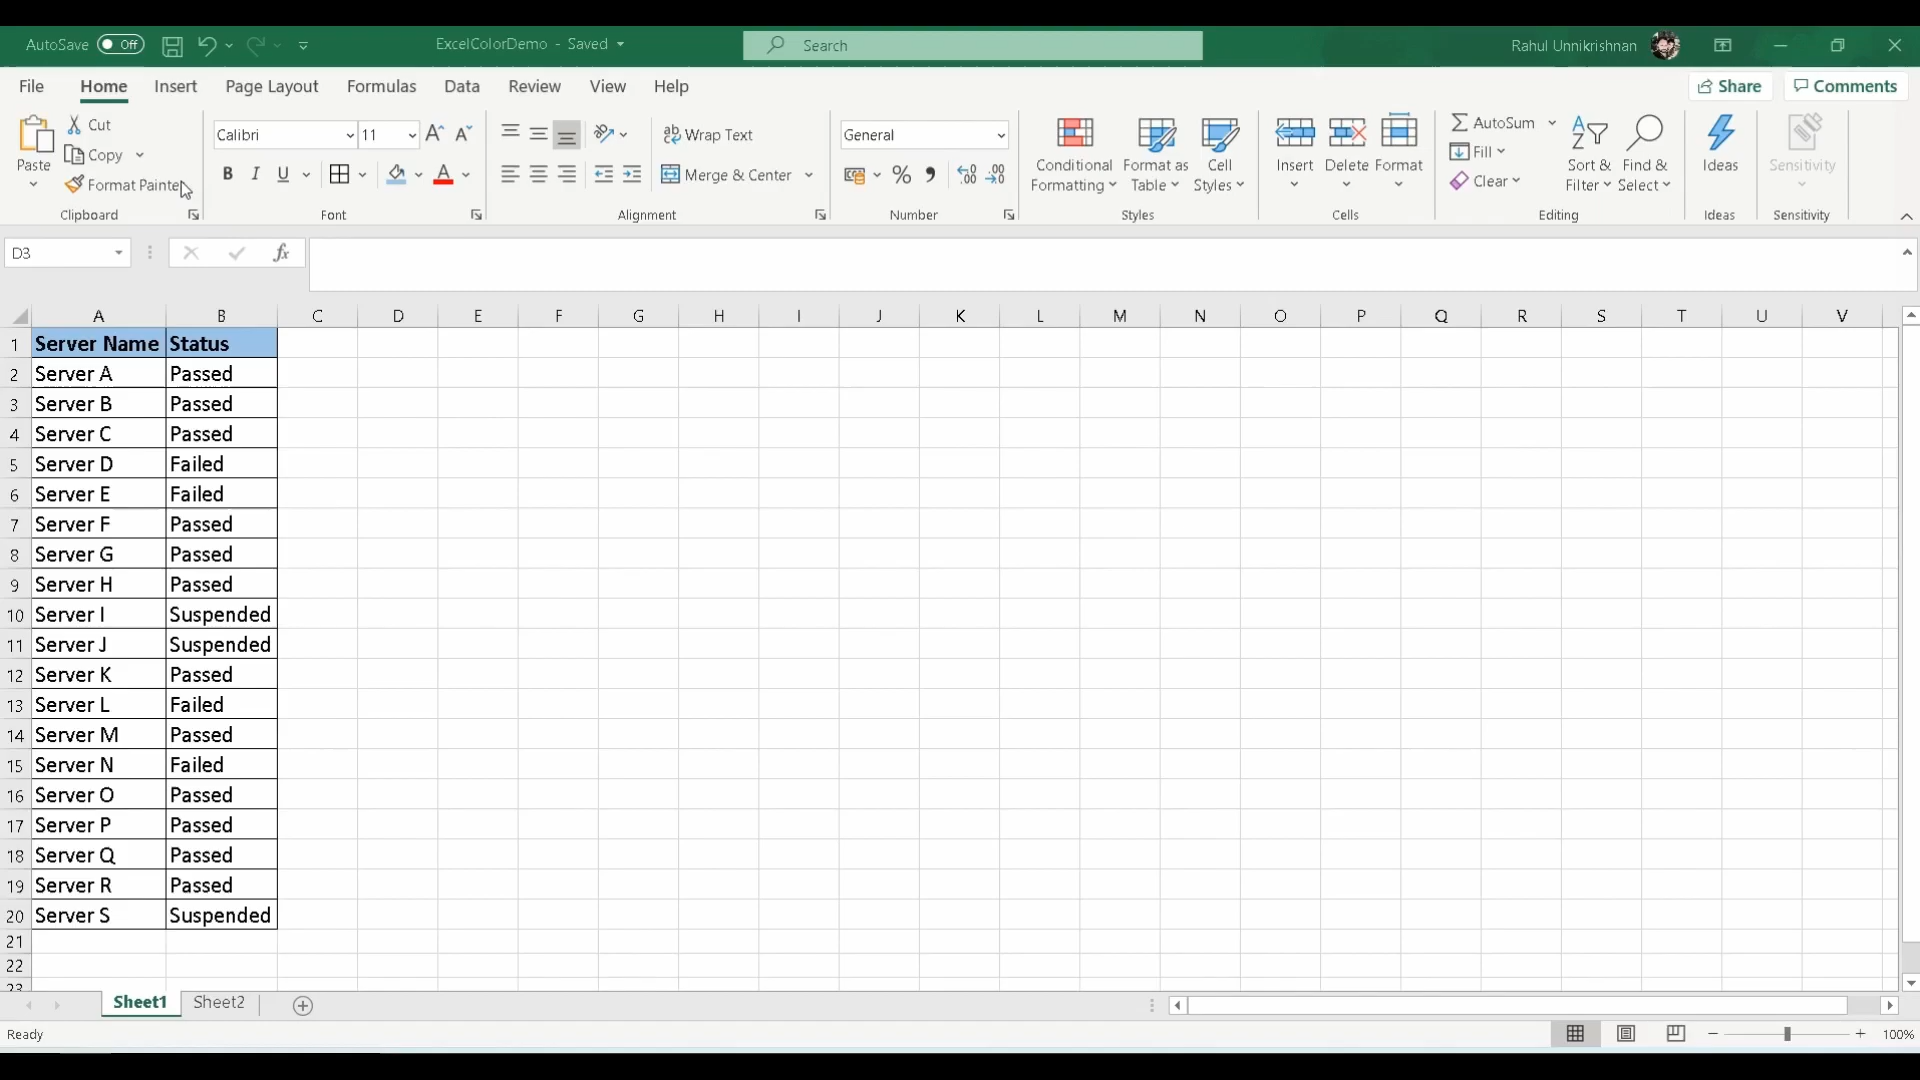 AutoSave Off ExcelColorDemo - Saved Search Rahul Unnikrishnan
File Home Insert Page Layout Formulas Data Review View Help Share Comments
Paste Cut Copy Format Painter
Calibri 11
B I U A
ab Wrap Text
Merge & Center
General
% 9
Conditional Formatting
Format as Table
Cell Styles
Insert Delete Format
AutoSum
Fill
Clear
Sort & Filter
Find & Select
Ideas
Sensitivity
Clipboard Font Alignment Number Styles Cells Editing Ideas Sensitivity
D3 fx
A B C D E F G H I J K L M N O P Q R S T U V
1 Server Name Status
2 Server A Passed
3 Server B Passed
4 Server C Passed
5 Server D Failed
6 Server E Failed
7 Server F Passed
8 Server G Passed
9 Server H Passed
10 Server I Suspended
11 Server J Suspended
12 Server K Passed
13 Server L Failed
14 Server M Passed
15 Server N Failed
16 Server O Passed
17 Server P Passed
18 Server Q Passed
19 Server R Passed
20 Server S Suspended
21
22
23
Sheet1 Sheet2
Ready 100%